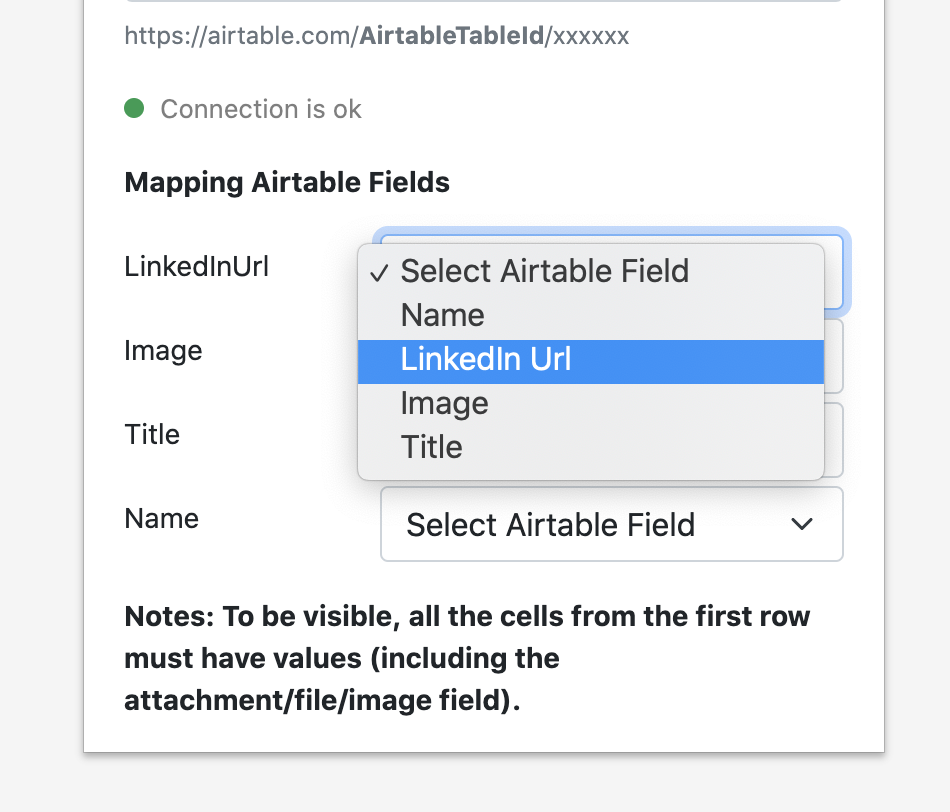 https://airtable.com/AirtableTableId/xxxxxx
Connection is ok
Mapping Airtable Fields
LinkedInUrl
✓ Select Airtable Field
Name
LinkedIn Url
Image
Title
Image
Title
Name
Select Airtable Field
Notes: To be visible, all the cells from the first row
must have values (including the
attachment/file/image field).